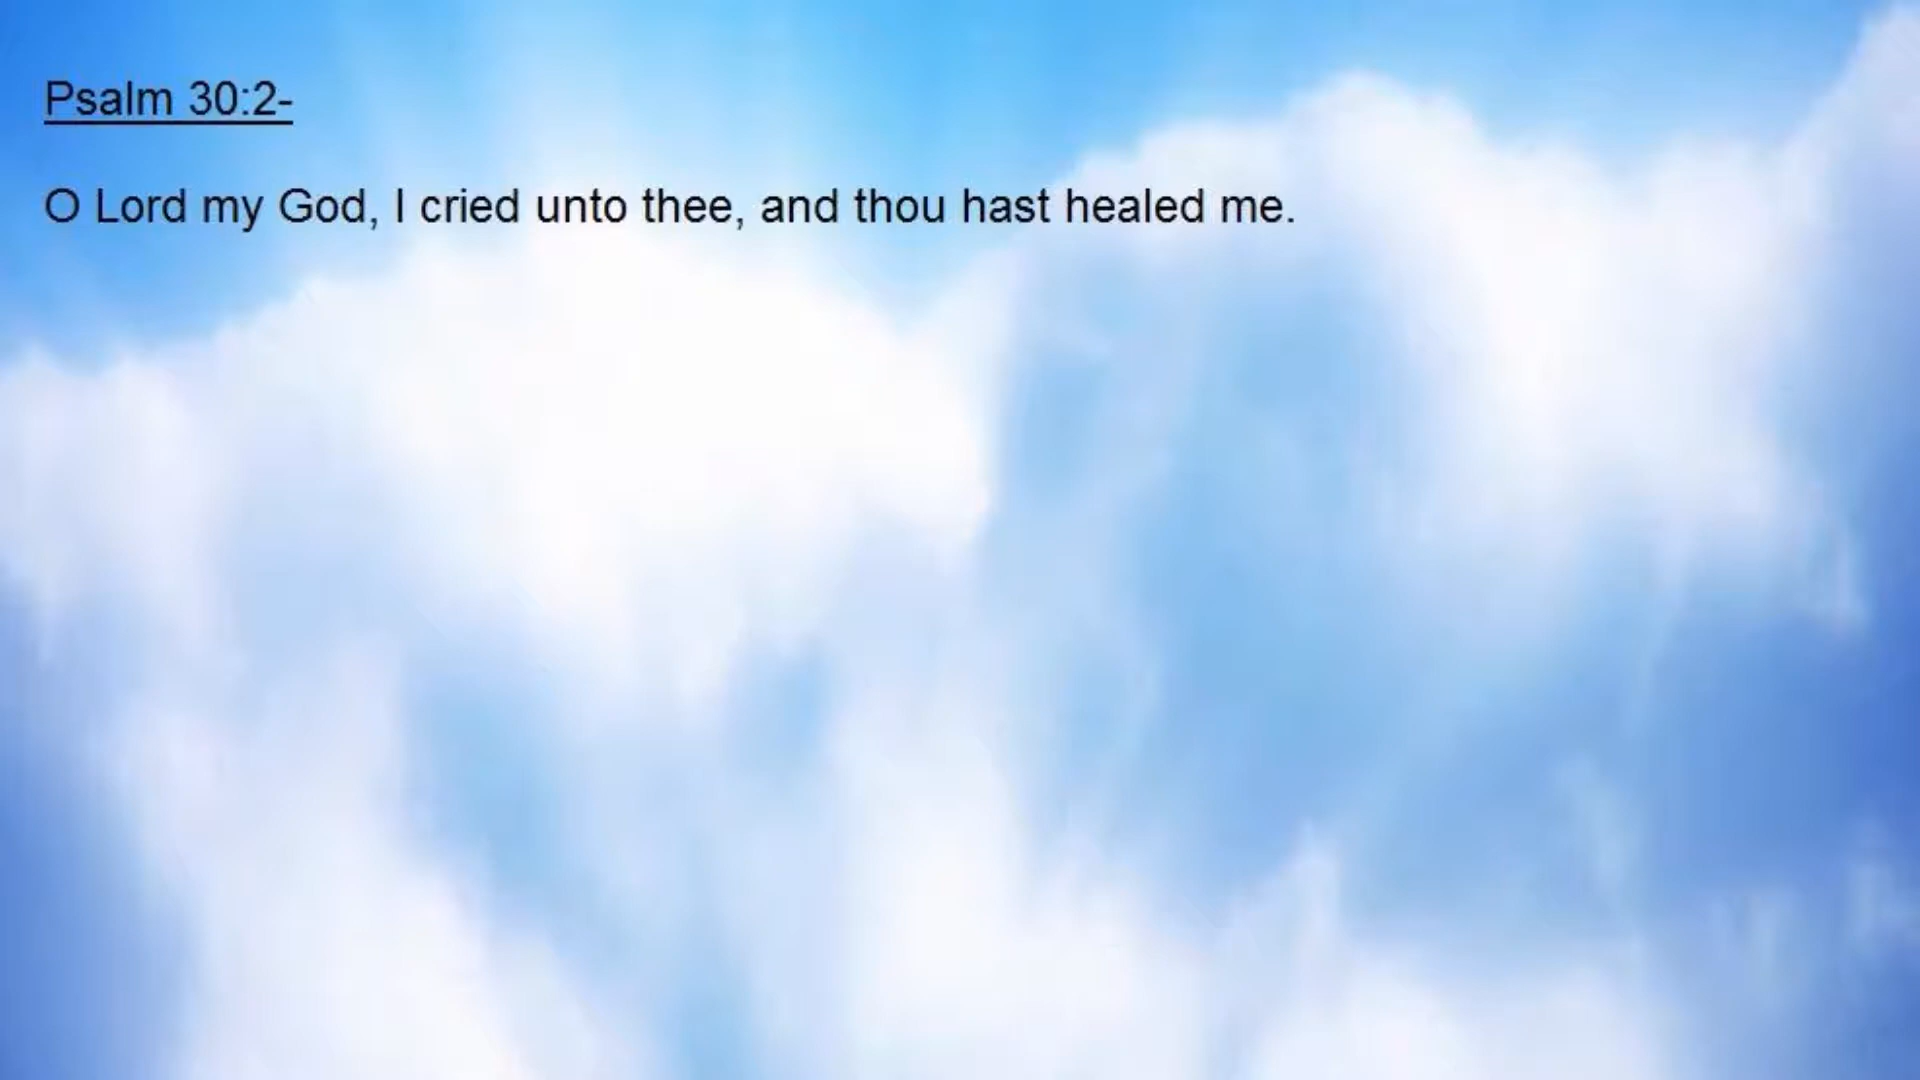 Psalm 30:2-
O Lord my God, I cried unto thee, and thou hast healed me.